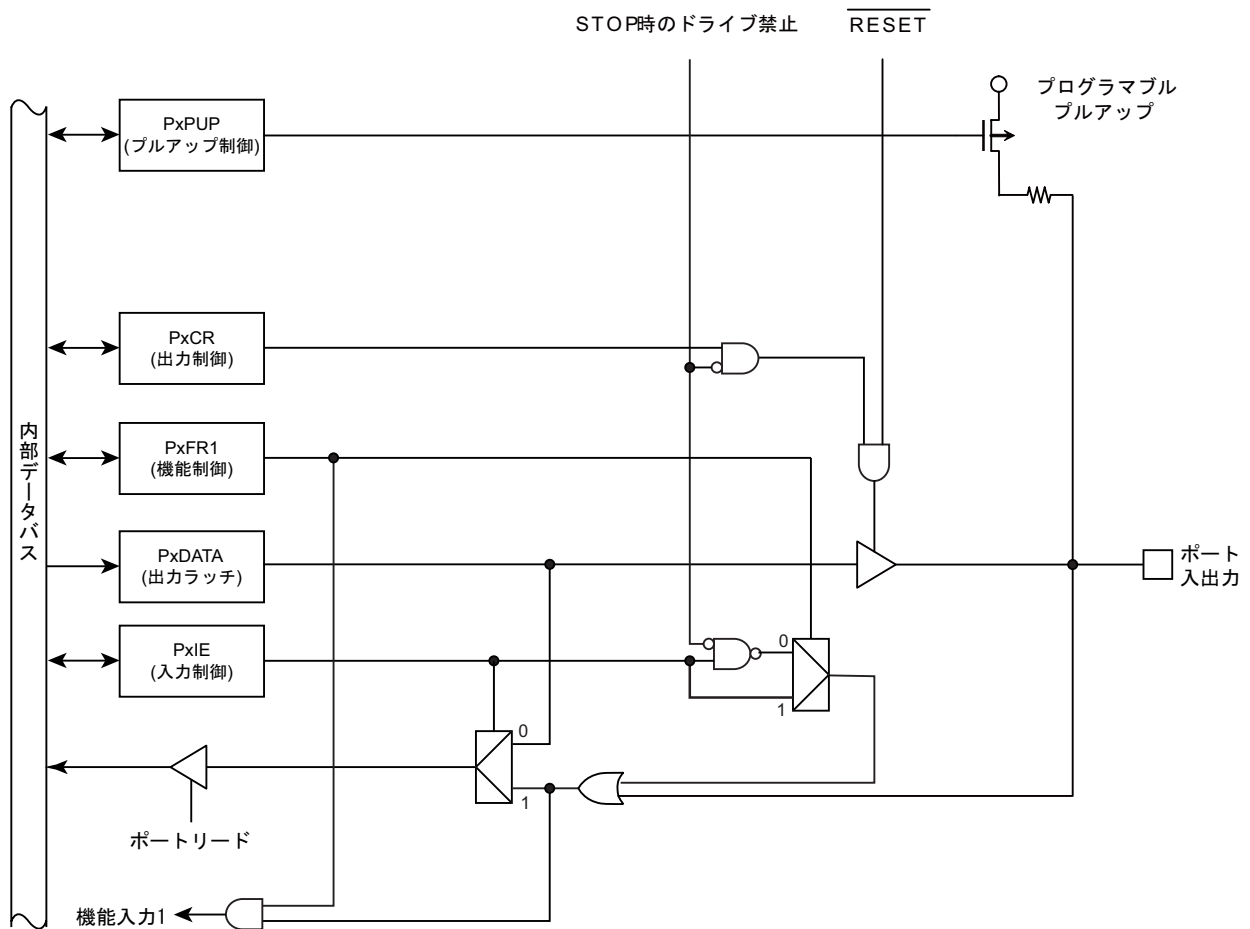 STOP時のドライブ禁止
RESET
プログラマブル
プルアップ
PxPUP
(プルアップ制御)
PxCR
(出力制御)
内部データバス
PxFR1
(機能制御)
PxDATA
(出力ラッチ)
ポート
入出力
PxIE
(入力制御)
0
1
0
1
ポートリード
機能入力1